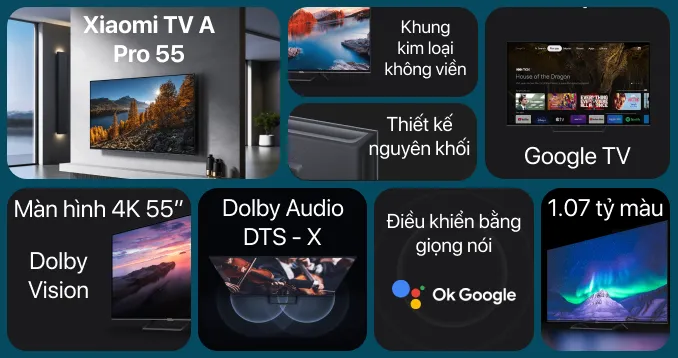 Xiaomi TV A
Pro 55
Khung
kim loại
không viền
Thiết kế
nguyên khối
House of the Dragon
Google TV
Màn hình 4K 55”
Dolby
Vision
Dolby Audio
DTS - X
Điều khiển bằng
giọng nói
Ok Google
1.07 tỷ màu